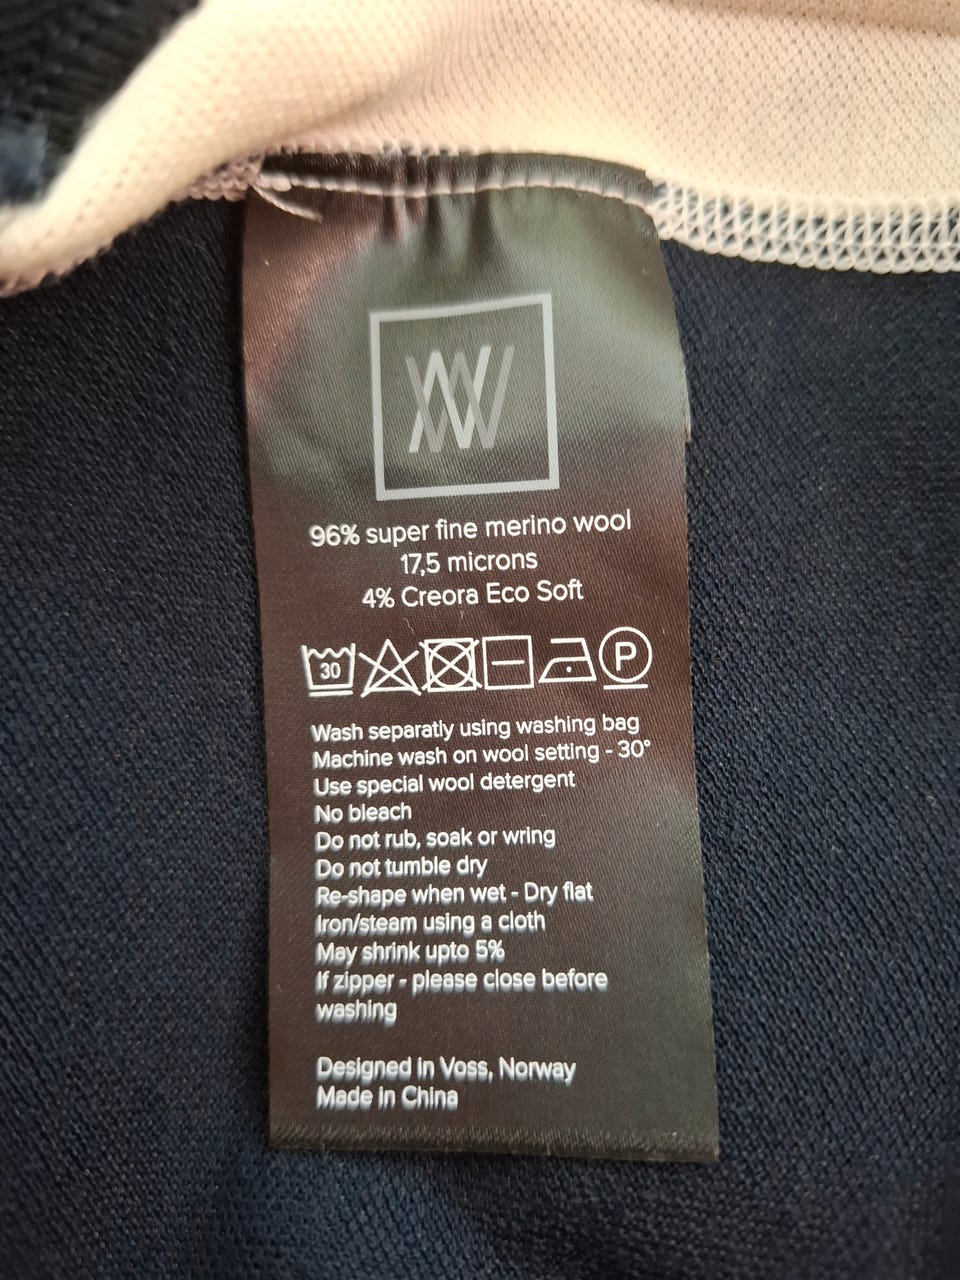 W
96% super fine merino wool
17,5 microns
4% Creora Eco Soft
30 P
Wash separatly using washing bag
Machine wash on wool setting - 30°
Use special wool detergent
No bleach
Do not rub, soak or wring
Do not tumble dry
Re-shape when wet - Dry flat
Iron/steam using a cloth
May shrink upto 5%
If zipper - please close before
washing
Designed in Voss, Norway
Made in China